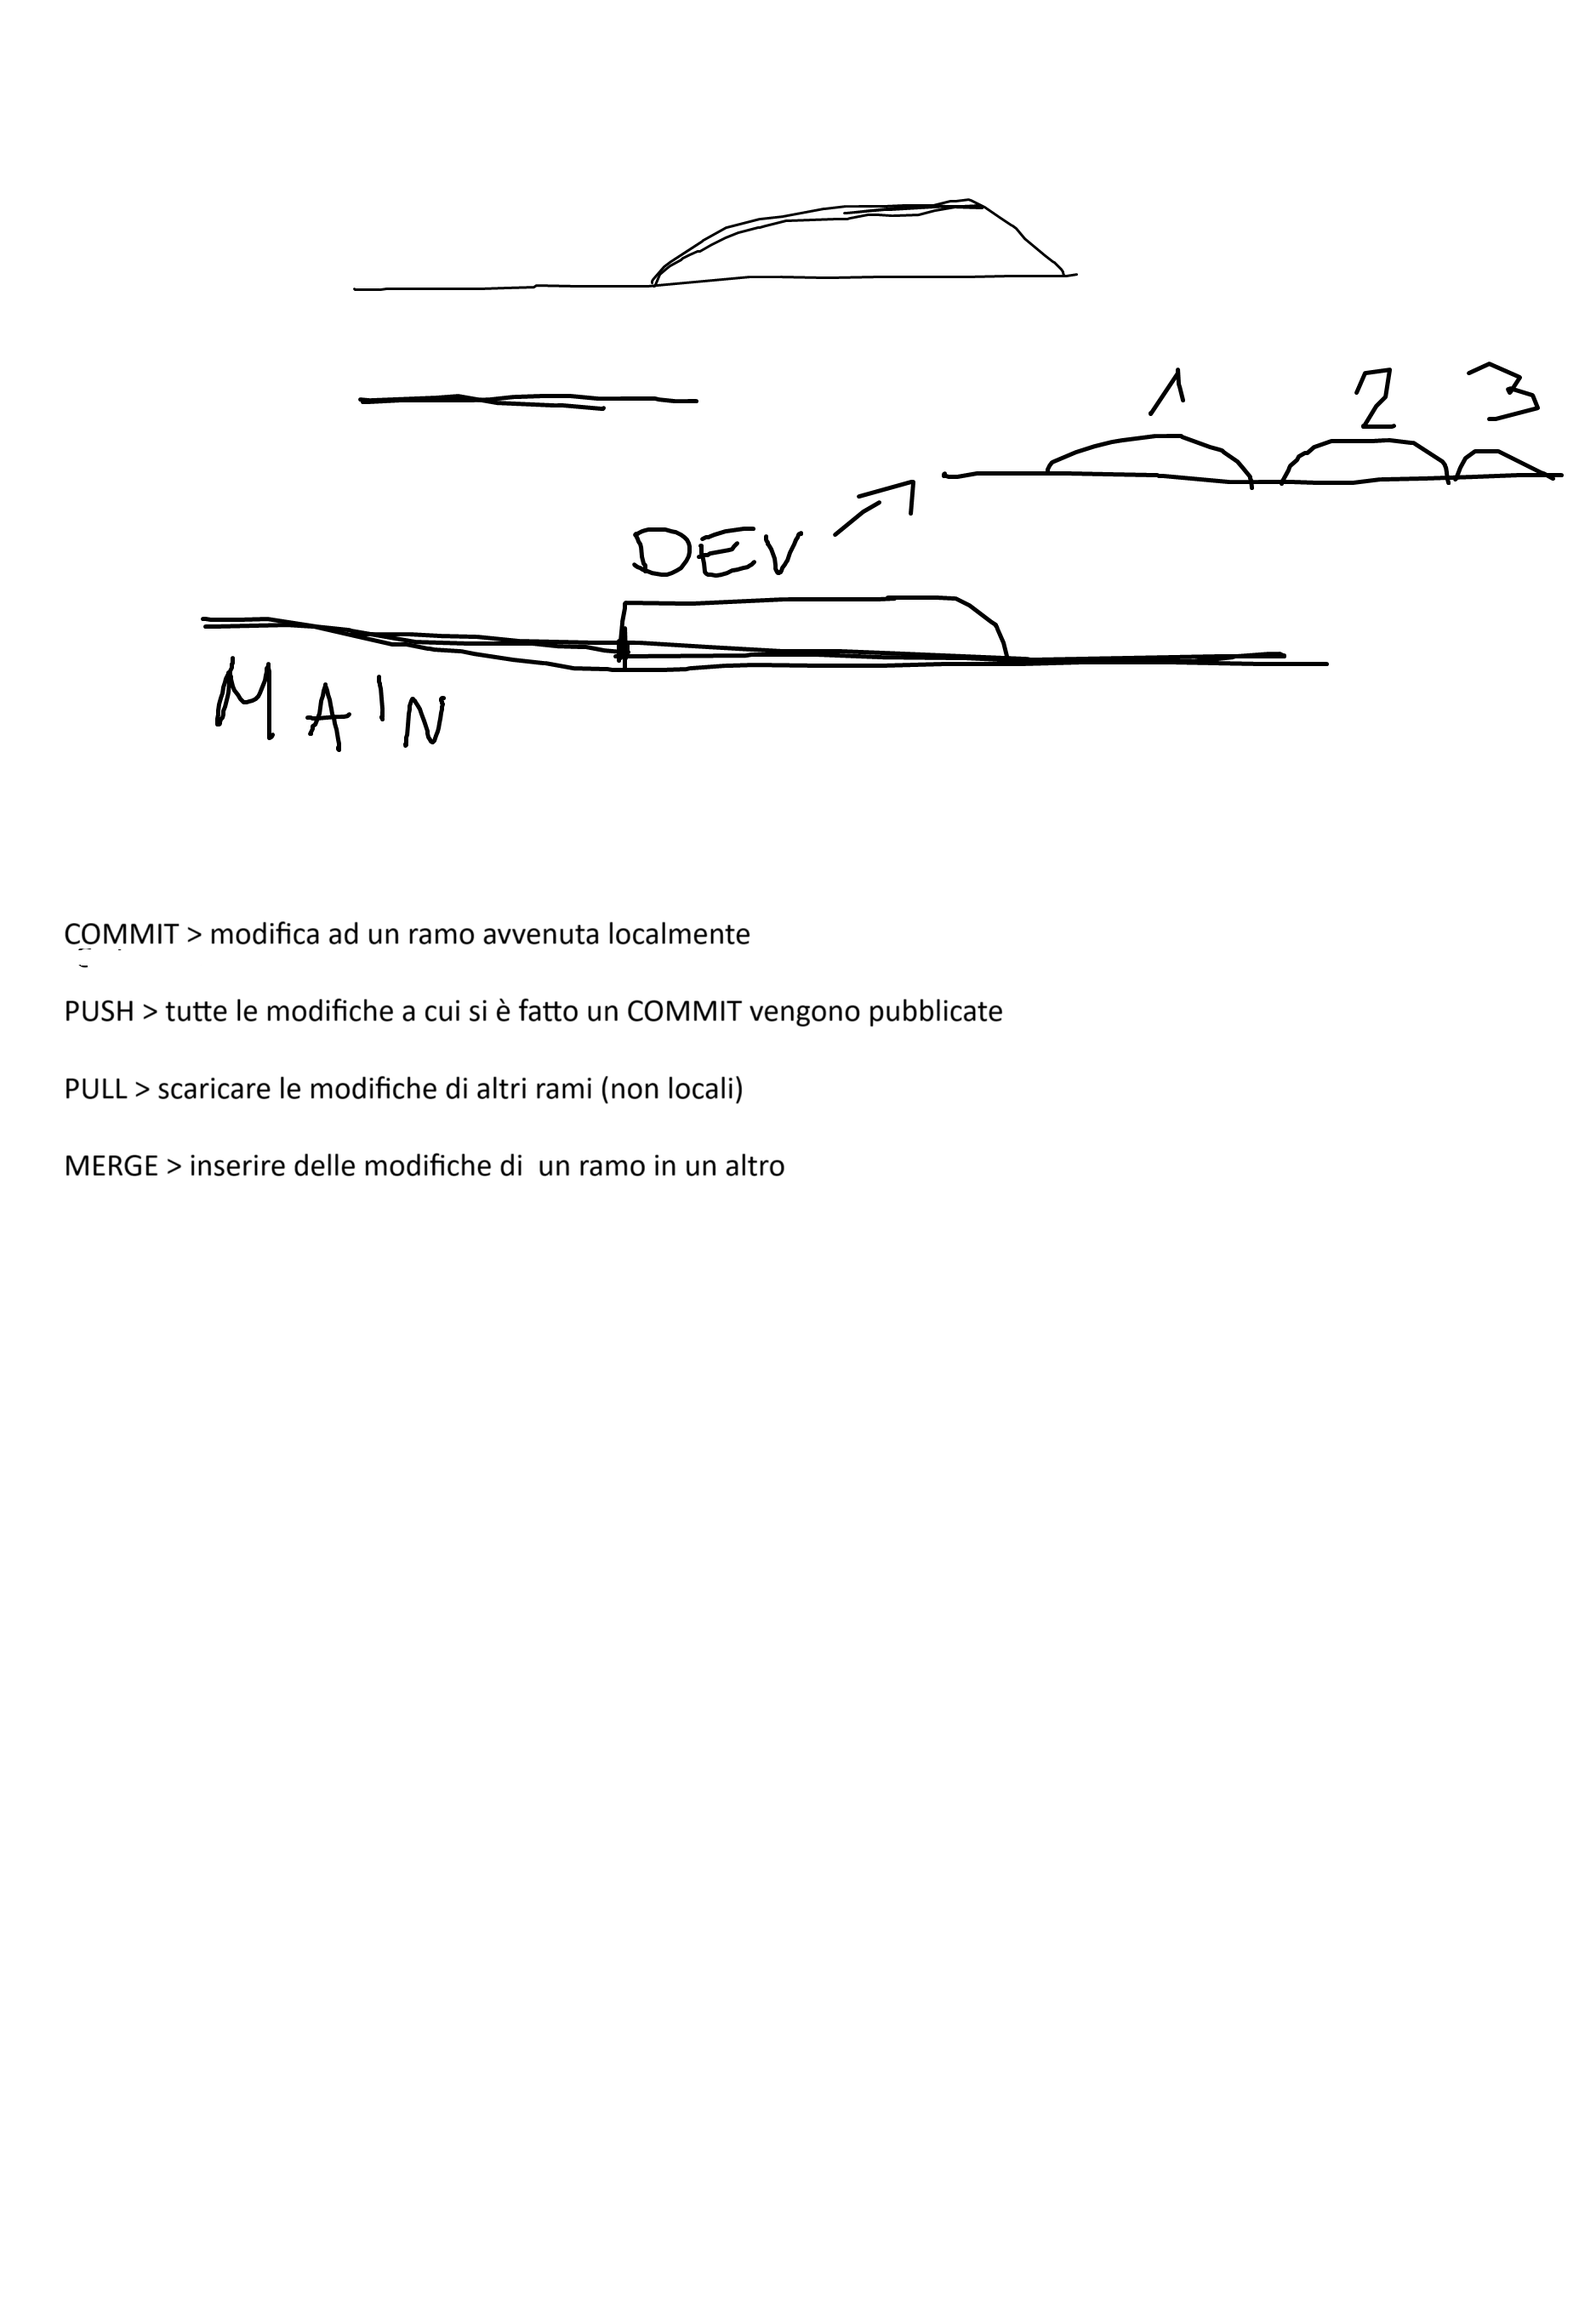 1 2 3
DEV
MAIN
COMMIT > modifica ad un ramo avvenuta localmente
PUSH > tutte le modifiche a cui si è fatto un COMMIT vengono pubblicate
PULL > scaricare le modifiche di altri rami (non locali)
MERGE > inserire delle modifiche di  un ramo in un altro